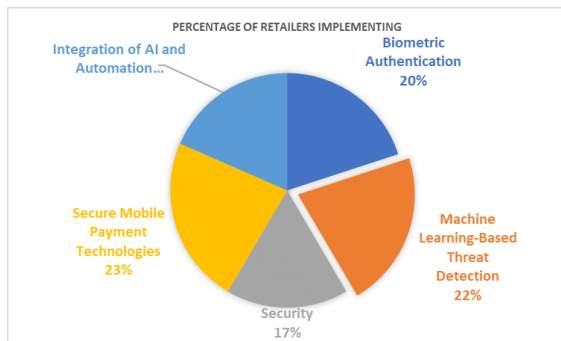 PERCENTAGE OF RETAILERS IMPLEMENTING
Integration of AI and
Automation...
Biometric
Authentication
20%
Machine
Learning-Based
Threat
Detection
22%
Security
17%
Secure Mobile
Payment
Technologies
23%